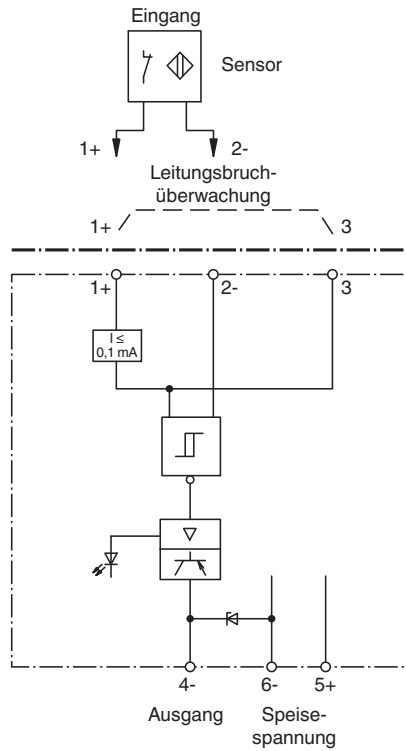 Eingang
Sensor
1+ 2-
Leitungsbruch-
überwachung
1+ 3
1+ 2- 3
I ≤
0,1 mA
4- 6- 5+
Ausgang Speise-
spannung